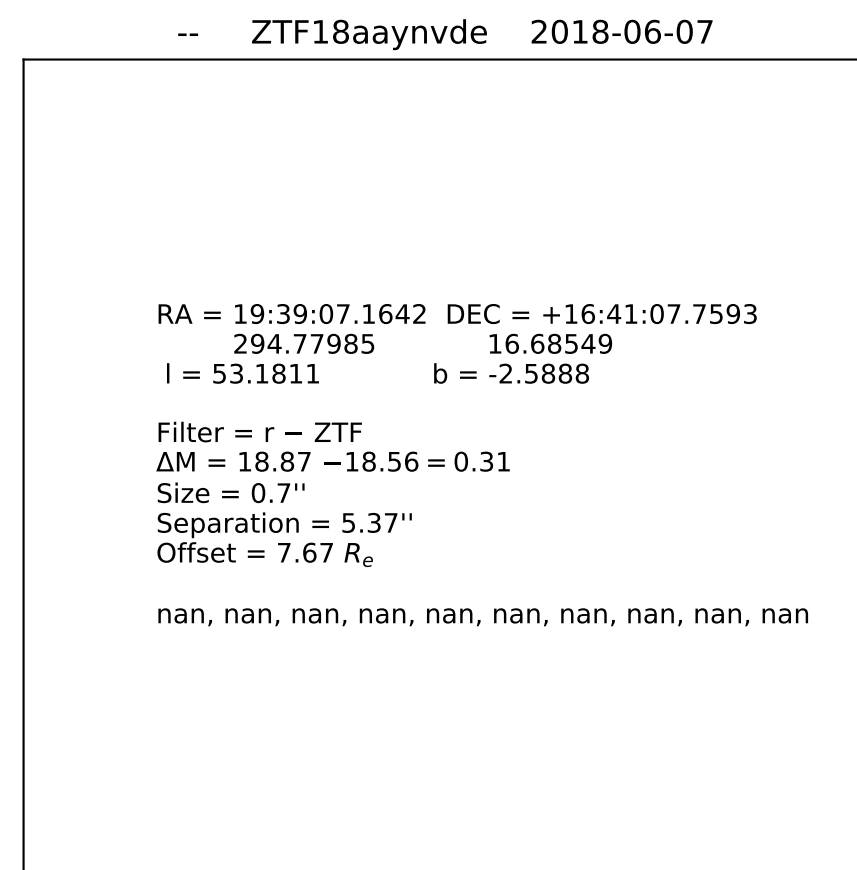 -- ZTF18aaynvde 2018-06-07
RA = 19:39:07.1642 DEC = +16:41:07.7593
294.77985 16.68549
l = 53.1811 b = -2.5888
Filter = r − ZTF
ΔM = 18.87 −18.56 = 0.31
Size = 0.7''
Separation = 5.37''
Offset = 7.67 Re
nan, nan, nan, nan, nan, nan, nan, nan, nan, nan